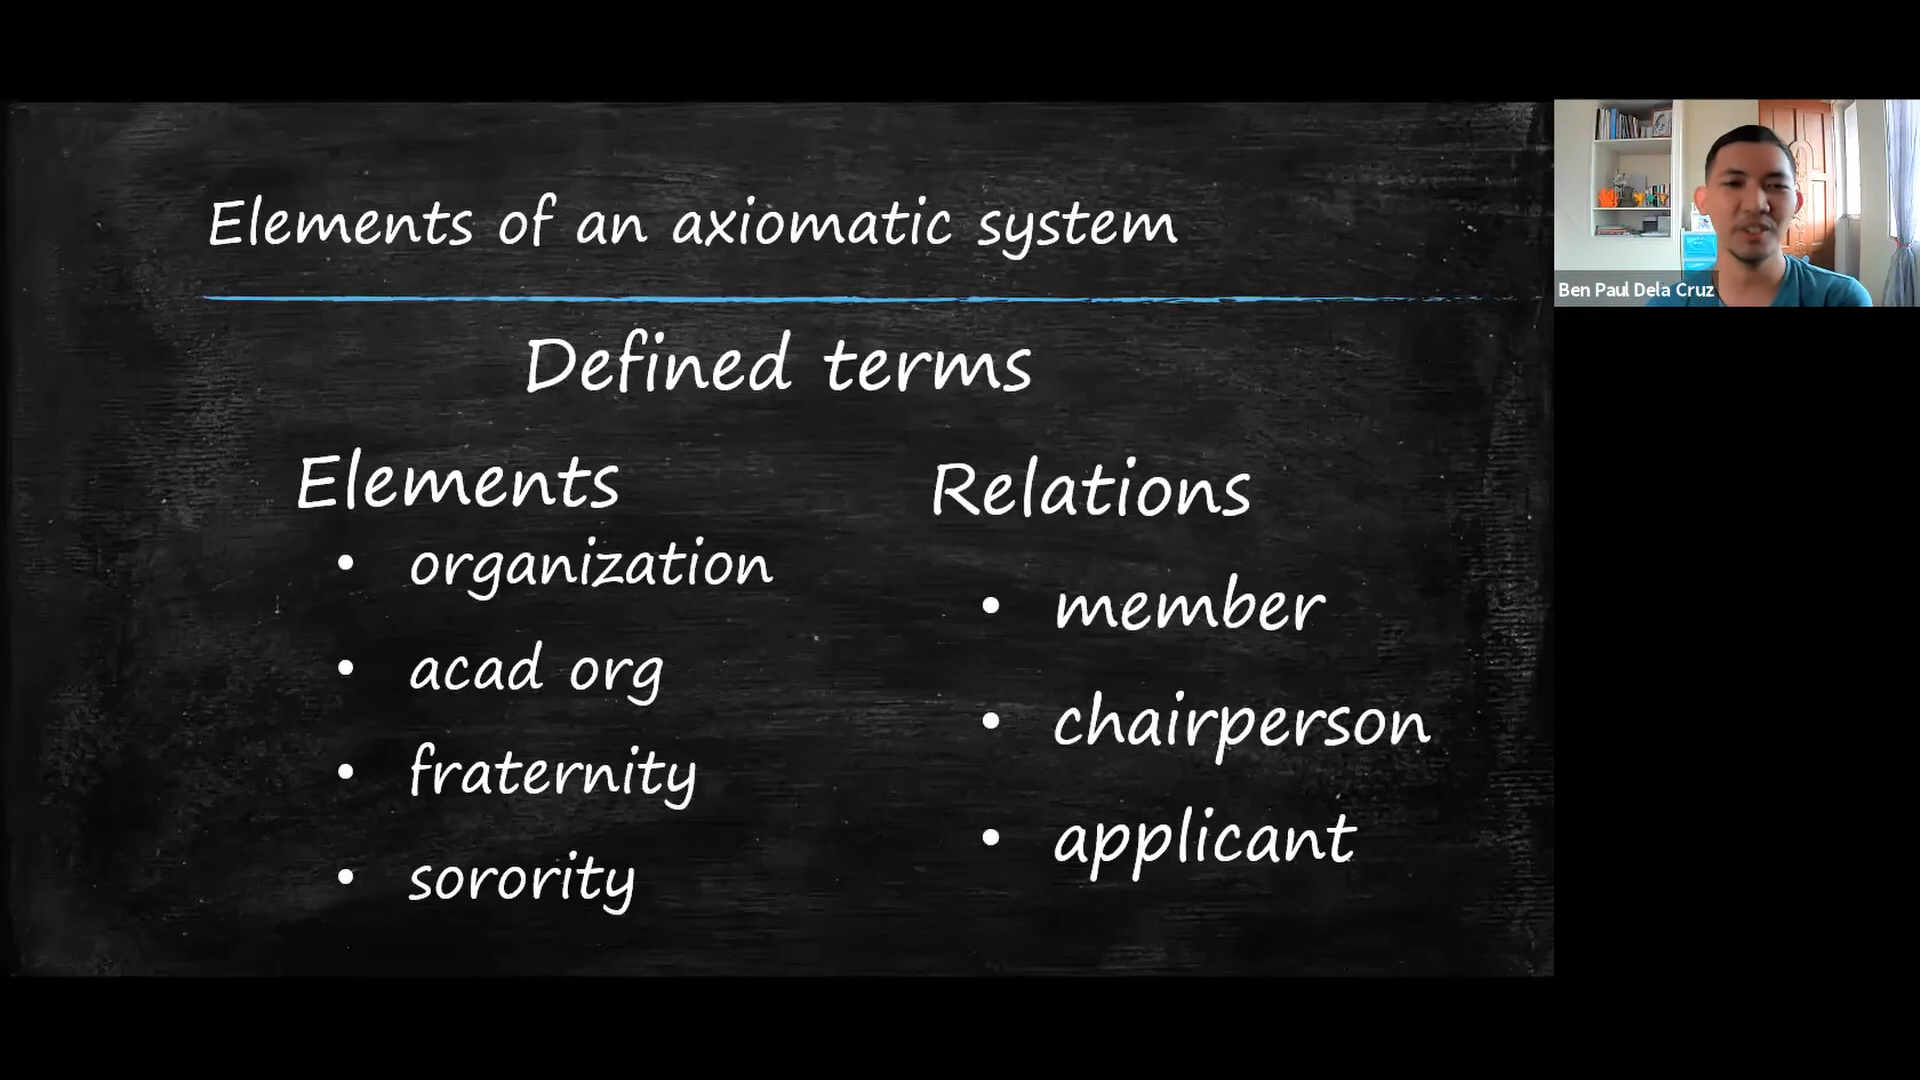 Elements of an axiomatic system
Defined terms
Elements
• organization
• acad org
• fraternity
• sorority
Relations
• member
• chairperson
• applicant
Ben Paul Dela Cruz